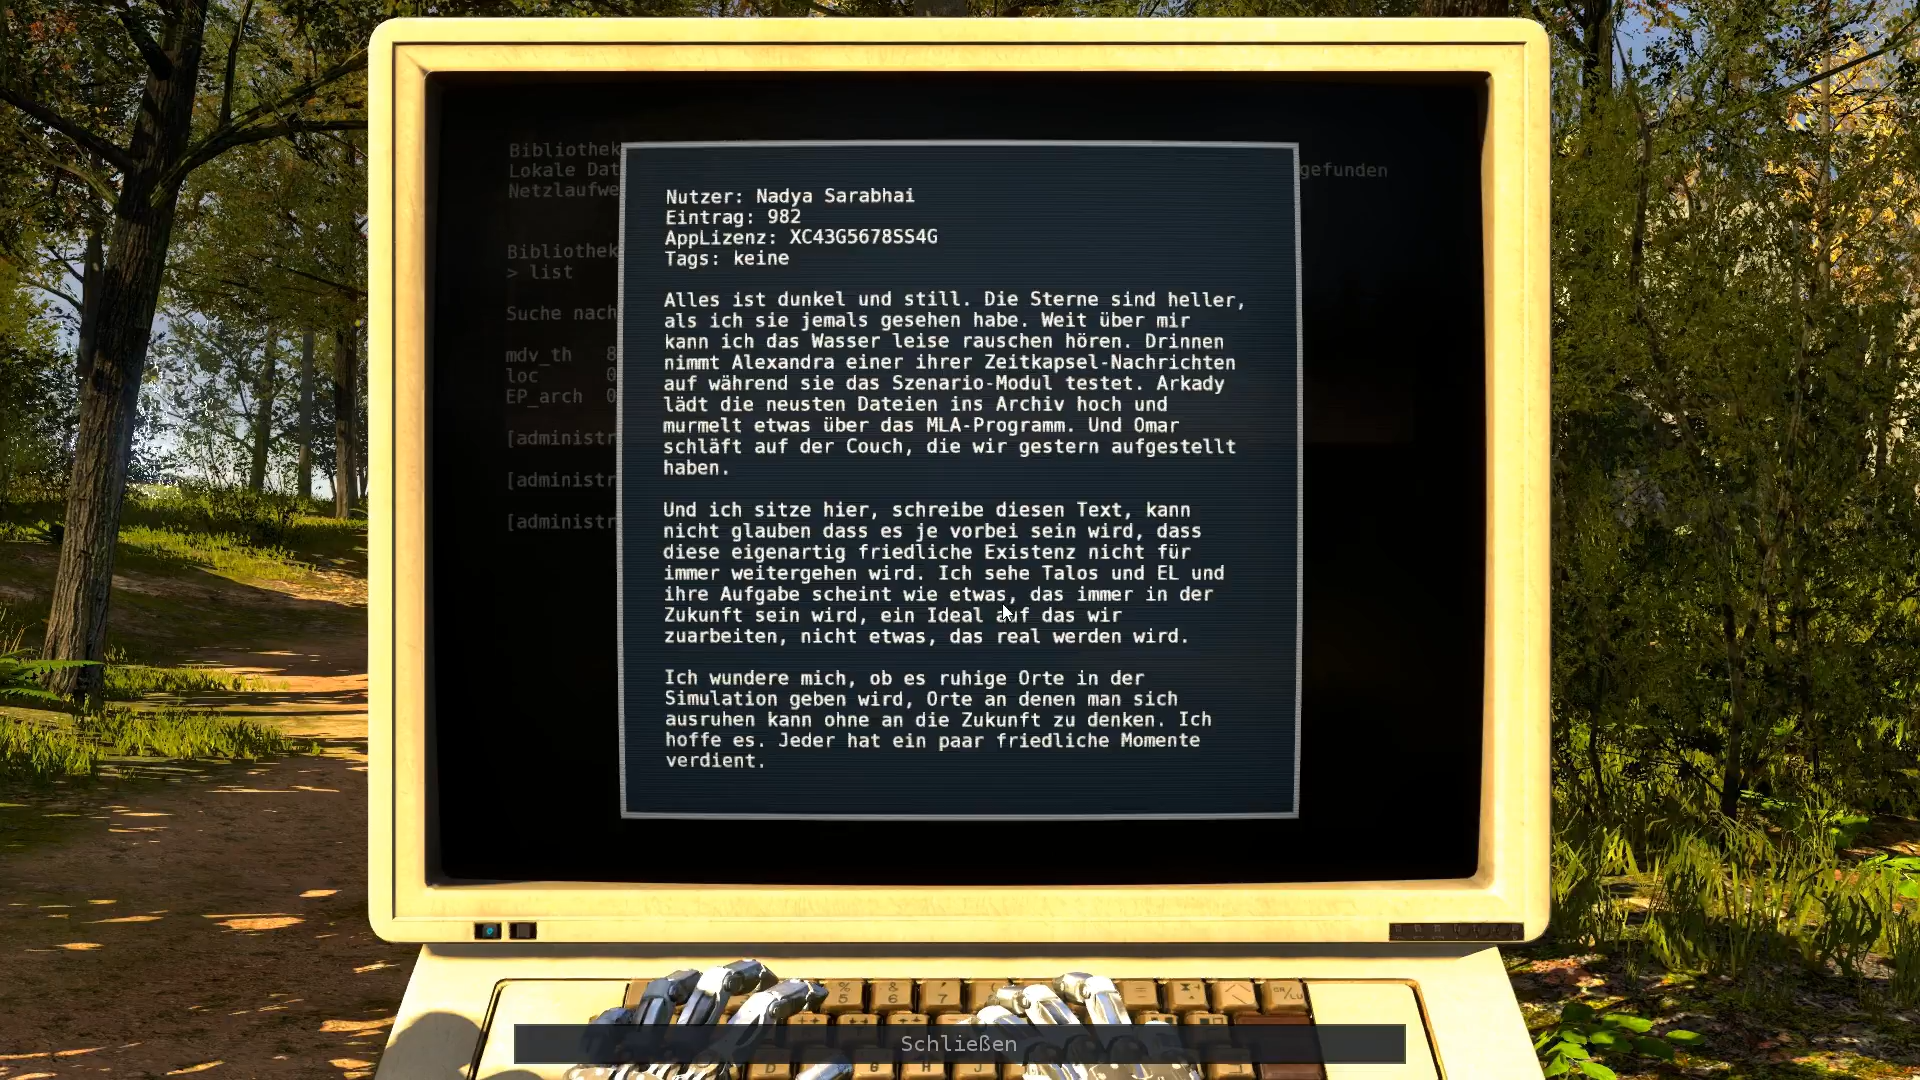 Bibliothek
Lokale Dat
gefunden
Netzlaufwe
Bibliothek
> list
Suche nach
mdv_th 8
loc 0
EP_arch 0
[administr
[administr
[administr
Nutzer: Nadya Sarabhai
Eintrag: 982
AppLizenz: XC43G5678SS4G
Tags: keine
Alles ist dunkel und still. Die Sterne sind heller,
als ich sie jemals gesehen habe. Weit über mir
kann ich das Wasser leise rauschen hören. Drinnen
nimmt Alexandra einer ihrer Zeitkapsel-Nachrichten
auf während sie das Szenario-Modul testet. Arkady
lädt die neusten Dateien ins Archiv hoch und
murmelt etwas über das MLA-Programm. Und Omar
schläft auf der Couch, die wir gestern aufgestellt
haben.
Und ich sitze hier, schreibe diesen Text, kann
nicht glauben dass es je vorbei sein wird, dass
diese eigenartig friedliche Existenz nicht für
immer weitergehen wird. Ich sehe Talos und EL und
ihre Aufgabe scheint wie etwas, das immer in der
Zukunft sein wird, ein Ideal auf das wir
zuarbeiten, nicht etwas, das real werden wird.
Ich wundere mich, ob es ruhige Orte in der
Simulation geben wird, Orte an denen man sich
ausruhen kann ohne an die Zukunft zu denken. Ich
hoffe es. Jeder hat ein paar friedliche Momente
verdient.
% 5 & 6 ' 7
G H J
Schließen